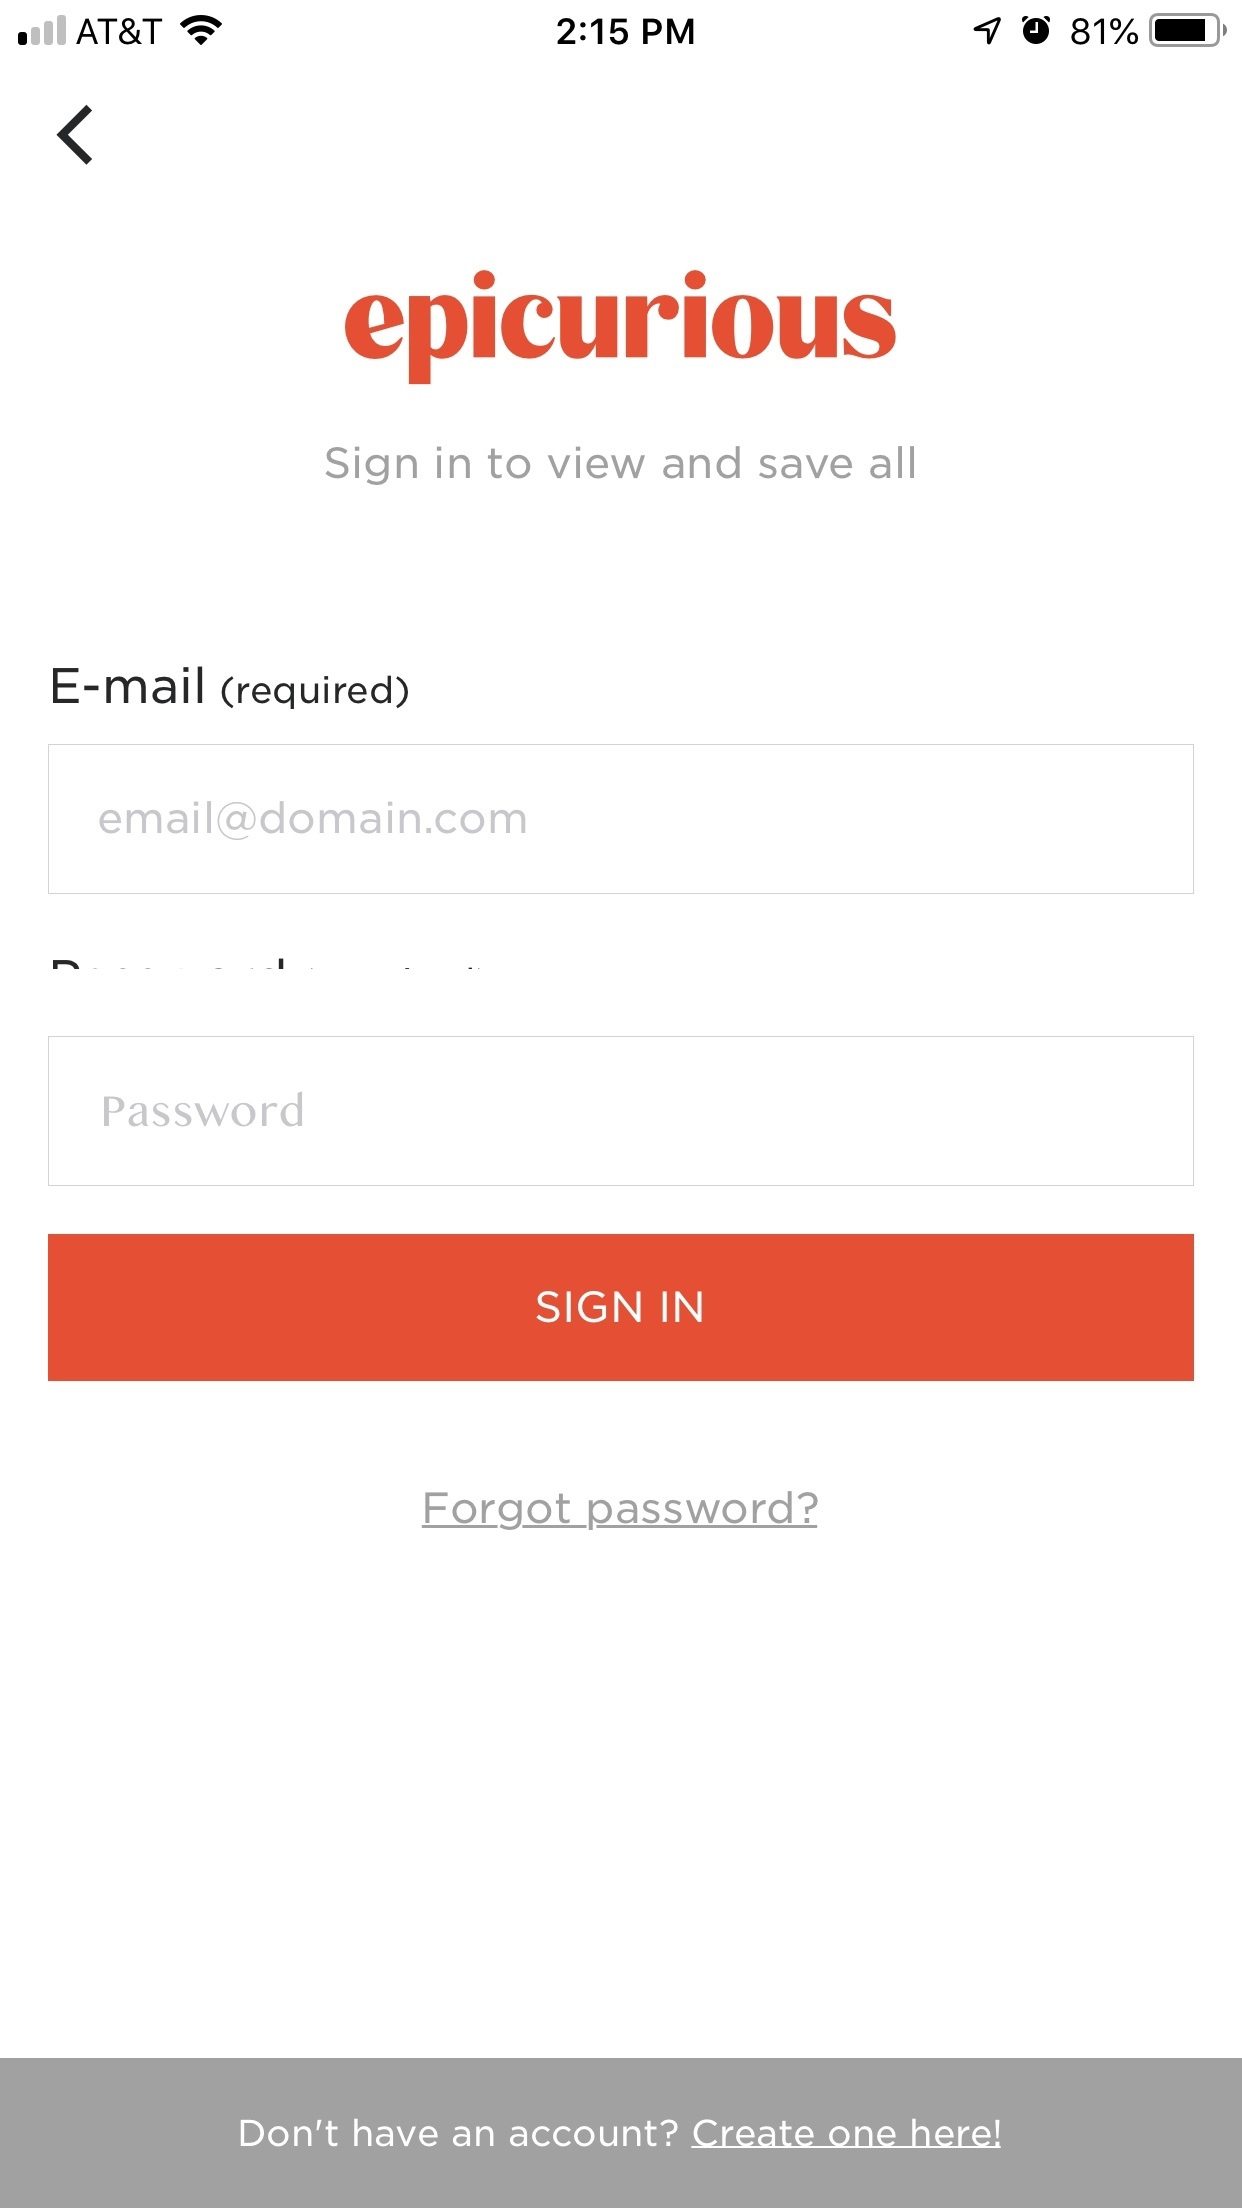 AT&T 2:15 PM 81%
epicurious
Sign in to view and save all
E-mail (required)
email@domain.com
Password
SIGN IN
Forgot password?
Don't have an account? Create one here!